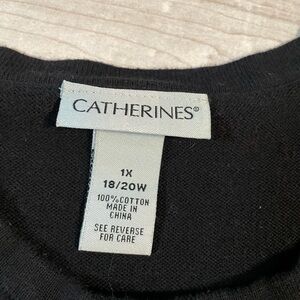 CATHERINES®
1X
18/20W
100% COTTON
MADE IN
CHINA
SEE REVERSE
FOR CARE